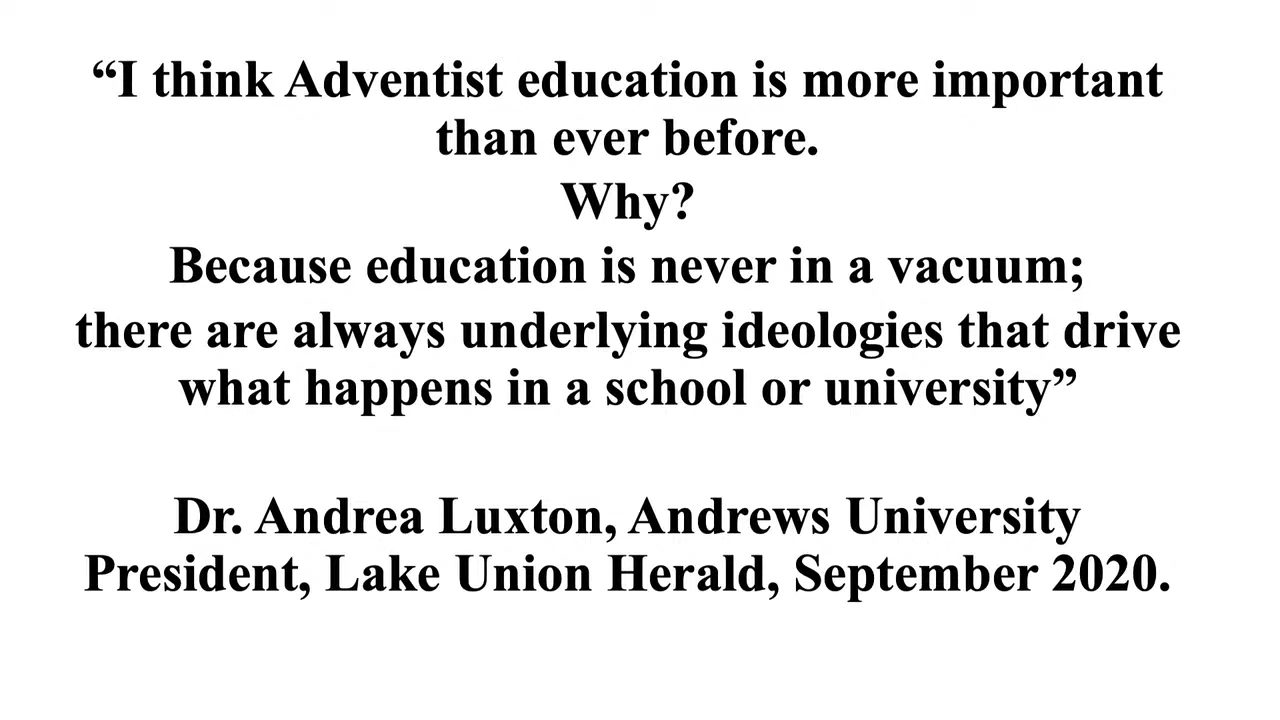 “I think Adventist education is more important
than ever before.
Why?
Because education is never in a vacuum;
there are always underlying ideologies that drive
what happens in a school or university”
Dr. Andrea Luxton, Andrews University
President, Lake Union Herald, September 2020.